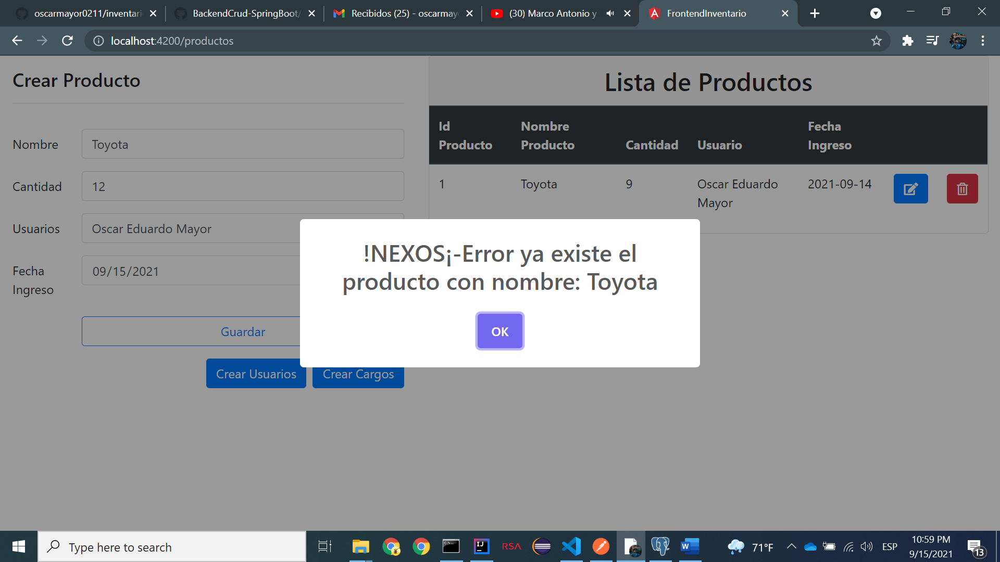 oscarmayor0211/inventari
BackendCrud-SpringBoot/
Recibidos (25) - oscarmayo
(30) Marco Antonio y
FrontendInventario
localhost:4200/productos
Crear Producto
Nombre
Toyota
Cantidad
12
Usuarios
Oscar Eduardo Mayor
Fecha
Ingreso
09/15/2021
Guardar
Crear Usuarios
Crear Cargos
Lista de Productos
Id
Producto
Nombre
Producto
Cantidad
Usuario
Fecha
Ingreso
1
Toyota
9
Oscar Eduardo
Mayor
2021-09-14
!NEXOS¡-Error ya existe el
producto con nombre: Toyota
OK
Type here to search
IJ
RSA
W
71°F
ESP
10:59 PM
9/15/2021
13